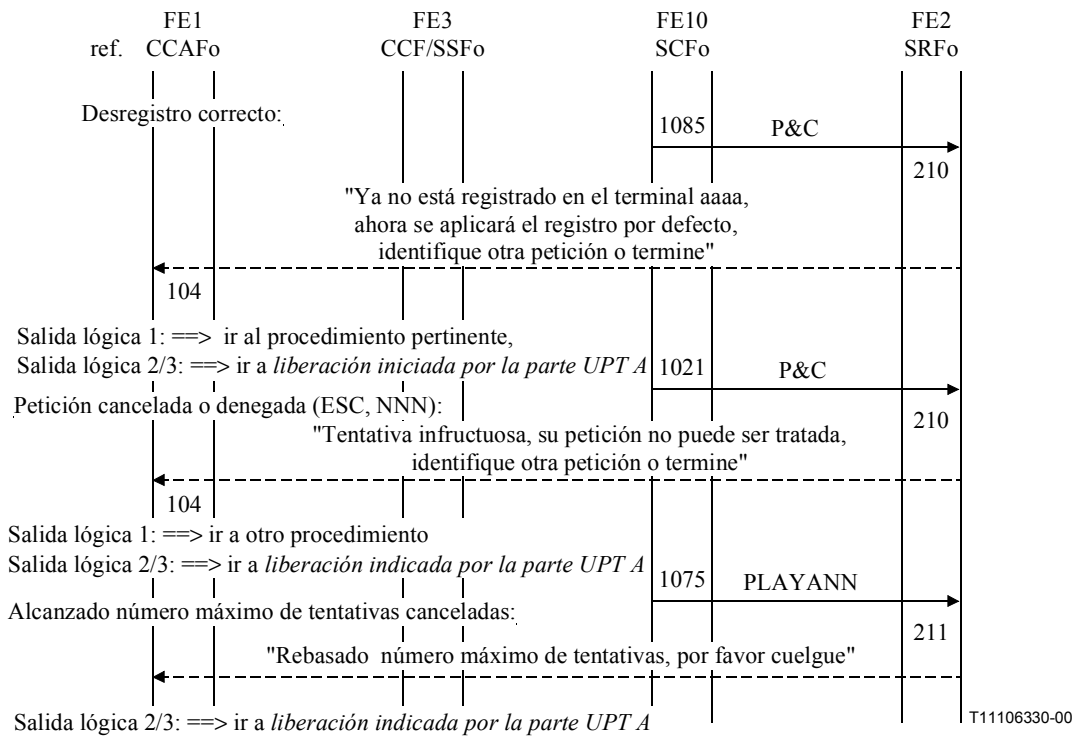 FE1 FE3 FE10 FE2
ref. CCAFo CCF/SSFo SCFo SRFo
Desregistro correcto:
1085 P&C
210
"Ya no está registrado en el terminal aaaa,
ahora se aplicará el registro por defecto,
identifique otra petición o termine"
104
Salida lógica 1: ==> ir al procedimiento pertinente,
Salida lógica 2/3: ==> ir a liberación iniciada por la parte UPT A 1021 P&C
Petición cancelada o denegada (ESC, NNN):
210
"Tentativa infructuosa, su petición no puede ser tratada,
identifique otra petición o termine"
104
Salida lógica 1: ==> ir a otro procedimiento
Salida lógica 2/3: ==> ir a liberación indicada por la parte UPT A
1075 PLAYANN
Alcanzado número máximo de tentativas canceladas:
211
"Rebasado número máximo de tentativas, por favor cuelgue"
Salida lógica 2/3: ==> ir a liberación indicada por la parte UPT A
T11106330-00